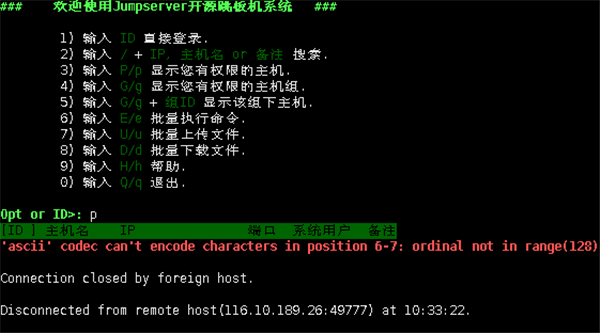 ### 欢迎使用Jumpserver开源跳板机系统 ###
1) 输入 ID 直接登录.
2) 输入 / + IP, 主机名 or 备注 搜索.
3) 输入 P/p 显示您有权限的主机.
4) 输入 G/g 显示您有权限的主机组.
5) 输入 G/g + 组ID 显示该组下主机.
6) 输入 E/e 批量执行命令.
7) 输入 U/u 批量上传文件.
8) 输入 D/d 批量下载文件.
9) 输入 H/h 帮助.
0) 输入 Q/q 退出.
Opt or ID>: p
[ID ] 主机名 IP 端口 系统用户 备注
'ascii' codec can't encode characters in position 6-7: ordinal not in range(128)
Connection closed by foreign host.
Disconnected from remote host(116.10.189.26:49777) at 10:33:22.